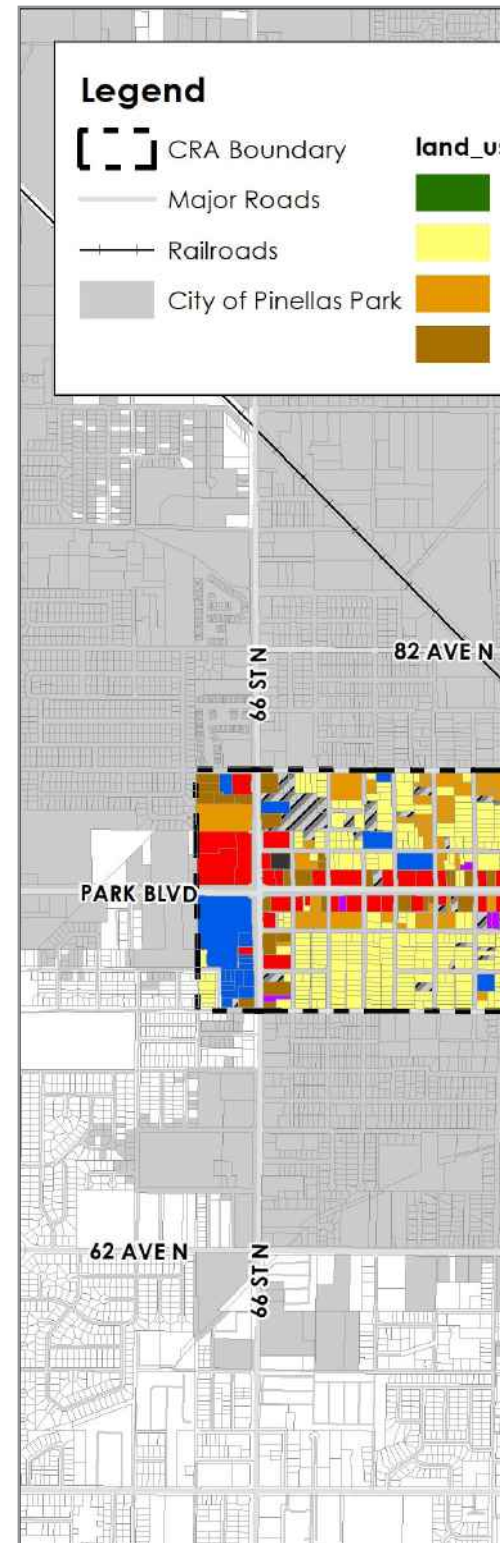 Legend
CRA Boundary
Major Roads
Railroads
City of Pinellas Park
land_us
82 AVE N
66 ST N
PARK BLVD
62 AVE N
66 ST N